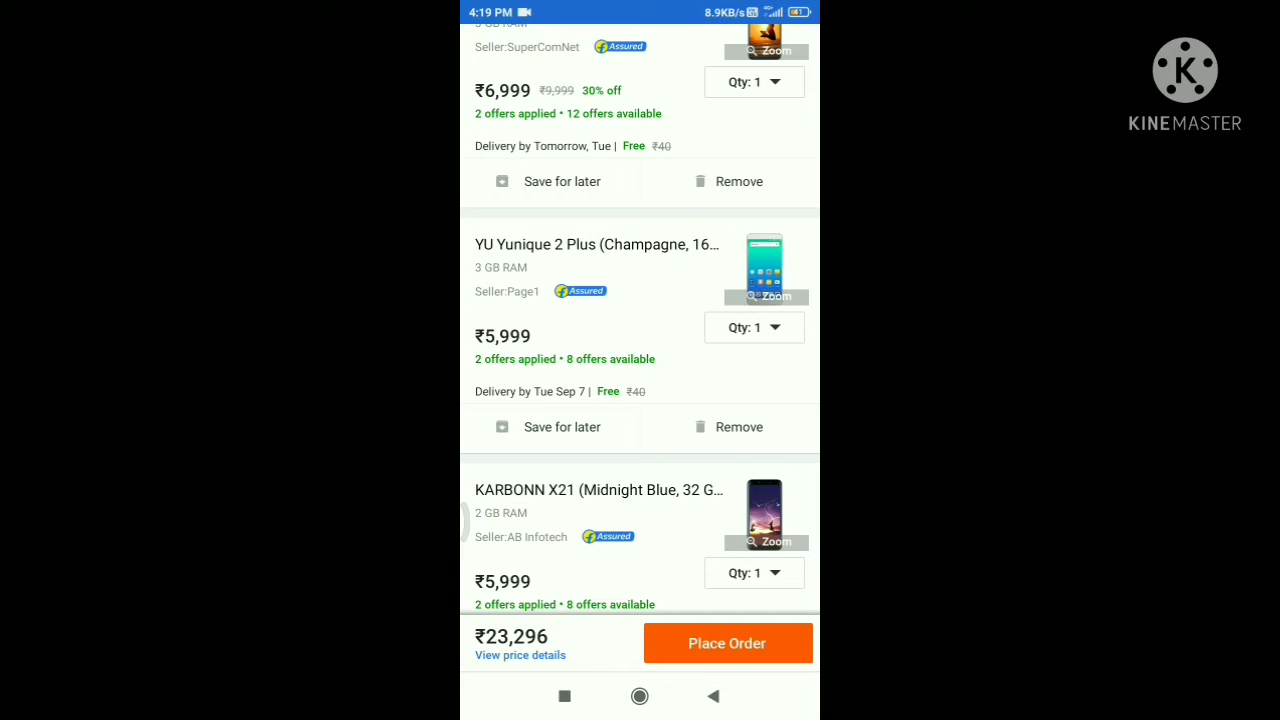 4:19 PM
8.9KB/s 4G+ 41
3 GB RAM
Seller:SuperComNet
Assured
Zoom
₹6,999 ₹9,999 30% off
Qty: 1
2 offers applied • 12 offers available
Delivery by Tomorrow, Tue | Free ₹40
Save for later
Remove
YU Yunique 2 Plus (Champagne, 16...
3 GB RAM
Seller:Page1
Assured
Zoom
₹5,999
Qty: 1
2 offers applied • 8 offers available
Delivery by Tue Sep 7 | Free ₹40
Save for later
Remove
KARBONN X21 (Midnight Blue, 32 G...
2 GB RAM
Seller:AB Infotech
Assured
Zoom
₹5,999
Qty: 1
2 offers applied • 8 offers available
₹23,296
View price details
Place Order
K
KINEMASTER